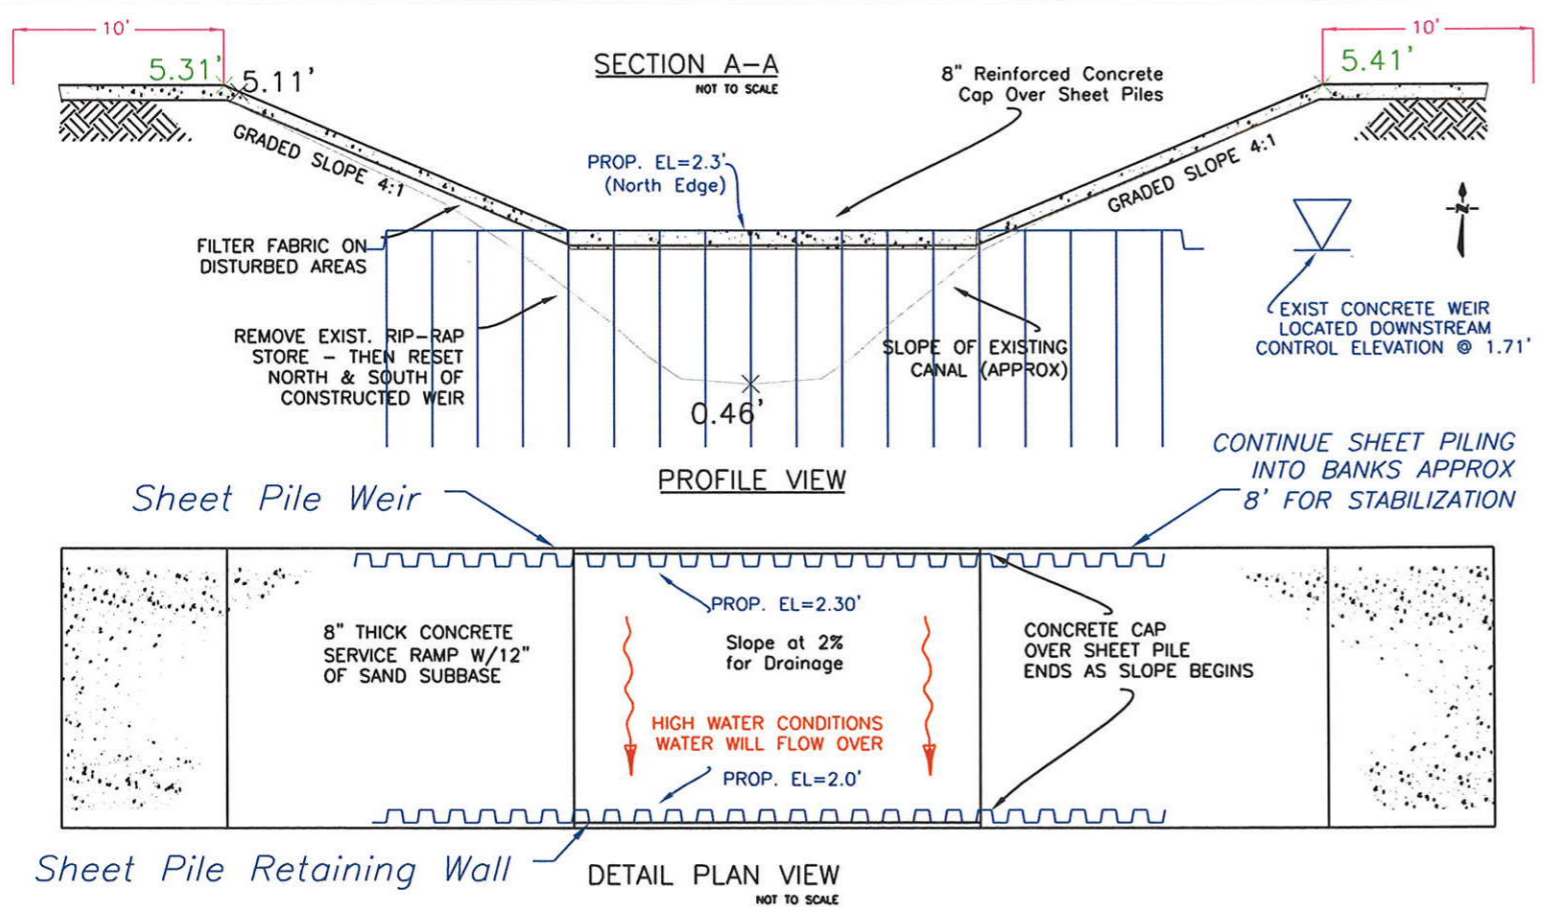 10'
10'
5.31'
5.11'
SECTION A-A
NOT TO SCALE
8" Reinforced Concrete
Cap Over Sheet Piles
5.41'
GRADED SLOPE 4:1
PROP. EL=2.3'
(North Edge)
GRADED SLOPE 4:1
N
FILTER FABRIC ON
DISTURBED AREAS
REMOVE EXIST. RIP-RAP
STORE - THEN RESET
NORTH & SOUTH OF
CONSTRUCTED WEIR
SLOPE OF EXISTING
CANAL (APPROX)
EXIST CONCRETE WEIR
LOCATED DOWNSTREAM
CONTROL ELEVATION @ 1.71'
0.46'
PROFILE VIEW
CONTINUE SHEET PILING
INTO BANKS APPROX
8' FOR STABILIZATION
Sheet Pile Weir
PROP. EL=2.30'
8" THICK CONCRETE
SERVICE RAMP W/12"
OF SAND SUBBASE
Slope at 2%
for Drainage
CONCRETE CAP
OVER SHEET PILE
ENDS AS SLOPE BEGINS
HIGH WATER CONDITIONS
WATER WILL FLOW OVER
PROP. EL=2.0'
Sheet Pile Retaining Wall
DETAIL PLAN VIEW
NOT TO SCALE